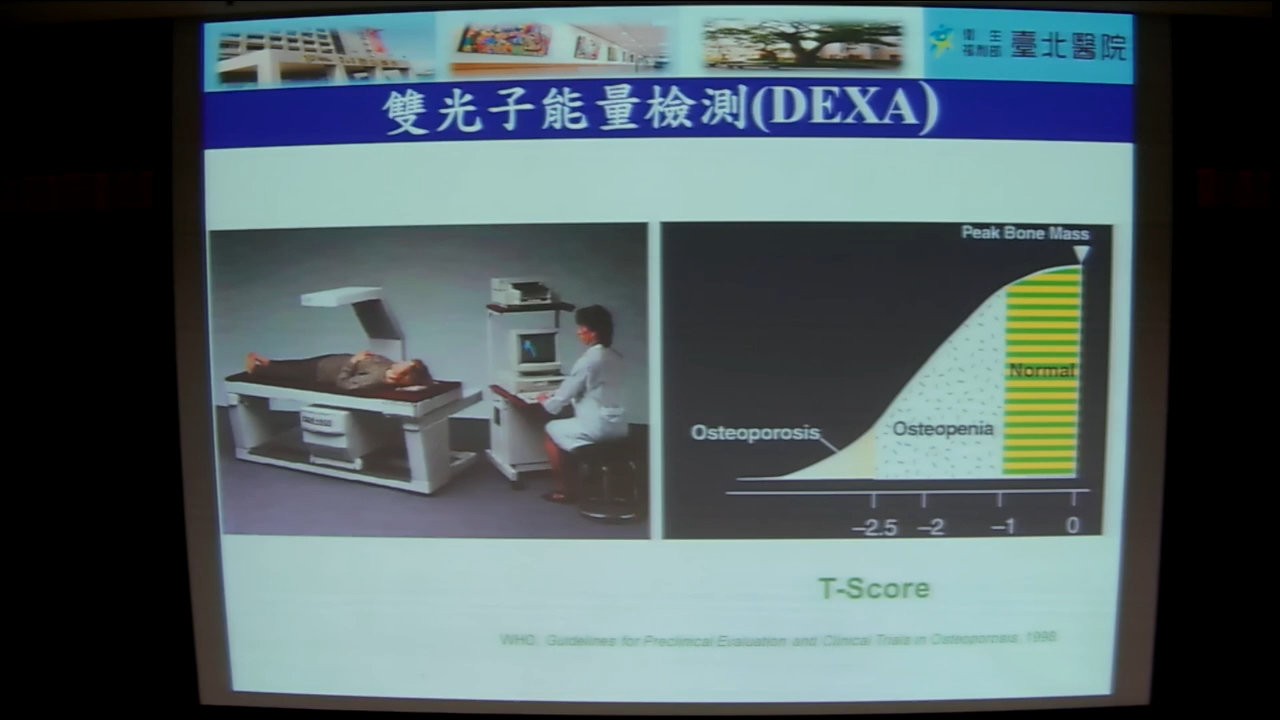 衛生
福利部 臺北醫院
雙光子能量檢測(DEXA)
Peak Bone Mass
Normal
Osteopenia
Osteoporosis
−2.5 −2 −1 0
T-Score
WHO, Guidelines for Preclinical Evaluation and Clinical Trials in Osteoporosis, 1998